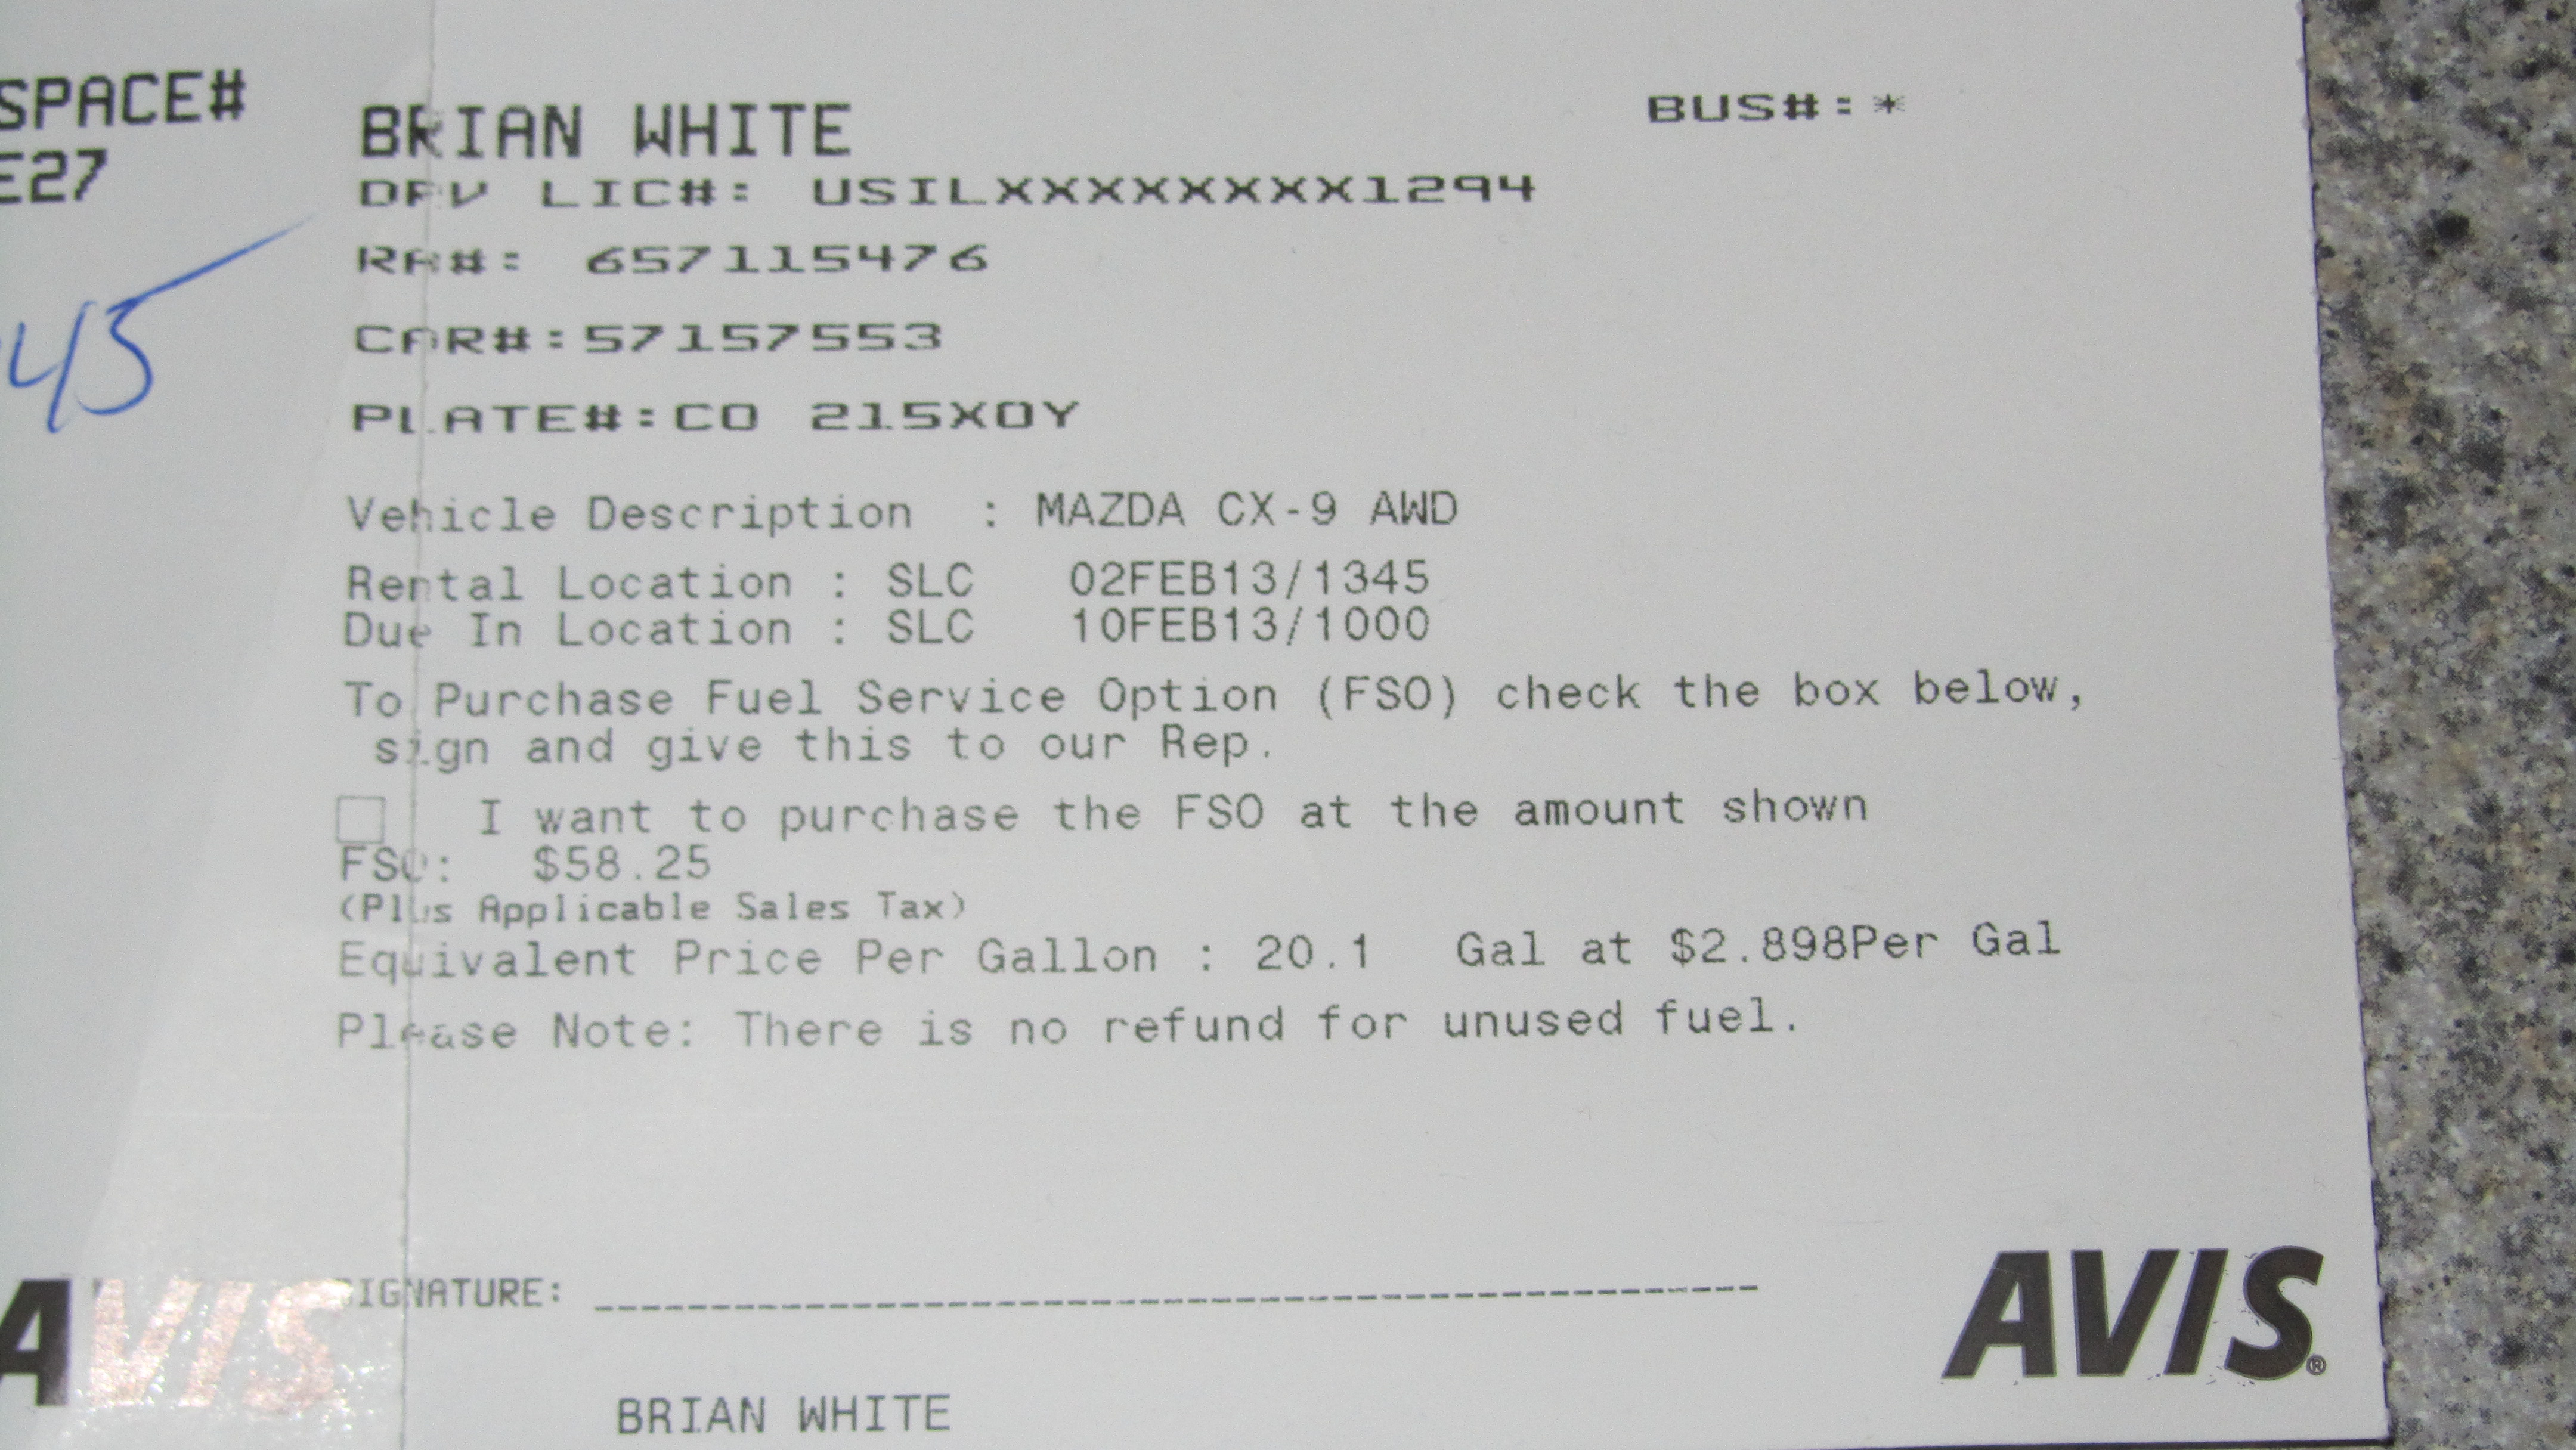 SPACE#
E27
45
BRIAN WHITE
BUS#:*
DRV LIC#: USILXXXXXXXX1294
RA#: 657115476
CAR#:57157553
PLATE#:CO 215XOY
Vehicle Description : MAZDA CX-9 AWD
Rental Location : SLC 02FEB13/1345
Due In Location : SLC 10FEB13/1000
To Purchase Fuel Service Option (FSO) check the box below,
sign and give this to our Rep.
I want to purchase the FSO at the amount shown
FSO: $58.25
(Plus Applicable Sales Tax)
Equivalent Price Per Gallon : 20.1 Gal at $2.898Per Gal
Please Note: There is no refund for unused fuel.
SIGNATURE:
BRIAN WHITE
AVIS
AVIS®